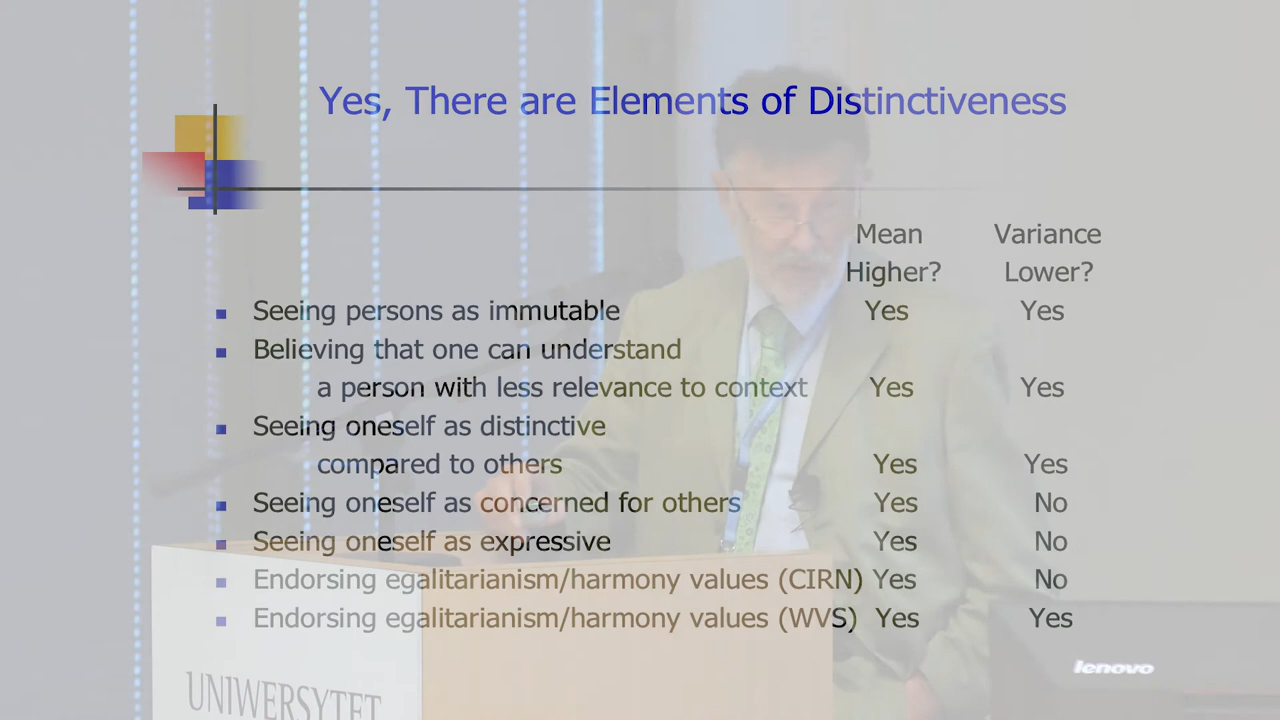 Yes, There are Elements of Distinctiveness
Mean Variance
Higher? Lower?
Seeing persons as immutable Yes Yes
Believing that one can understand
a person with less relevance to context Yes Yes
Seeing oneself as distinctive
compared to others Yes Yes
Seeing oneself as concerned for others Yes No
Seeing oneself as expressive Yes No
Endorsing egalitarianism/harmony values (CIRN) Yes No
Endorsing egalitarianism/harmony values (WVS) Yes Yes
lenovo
UNIWERSYTET